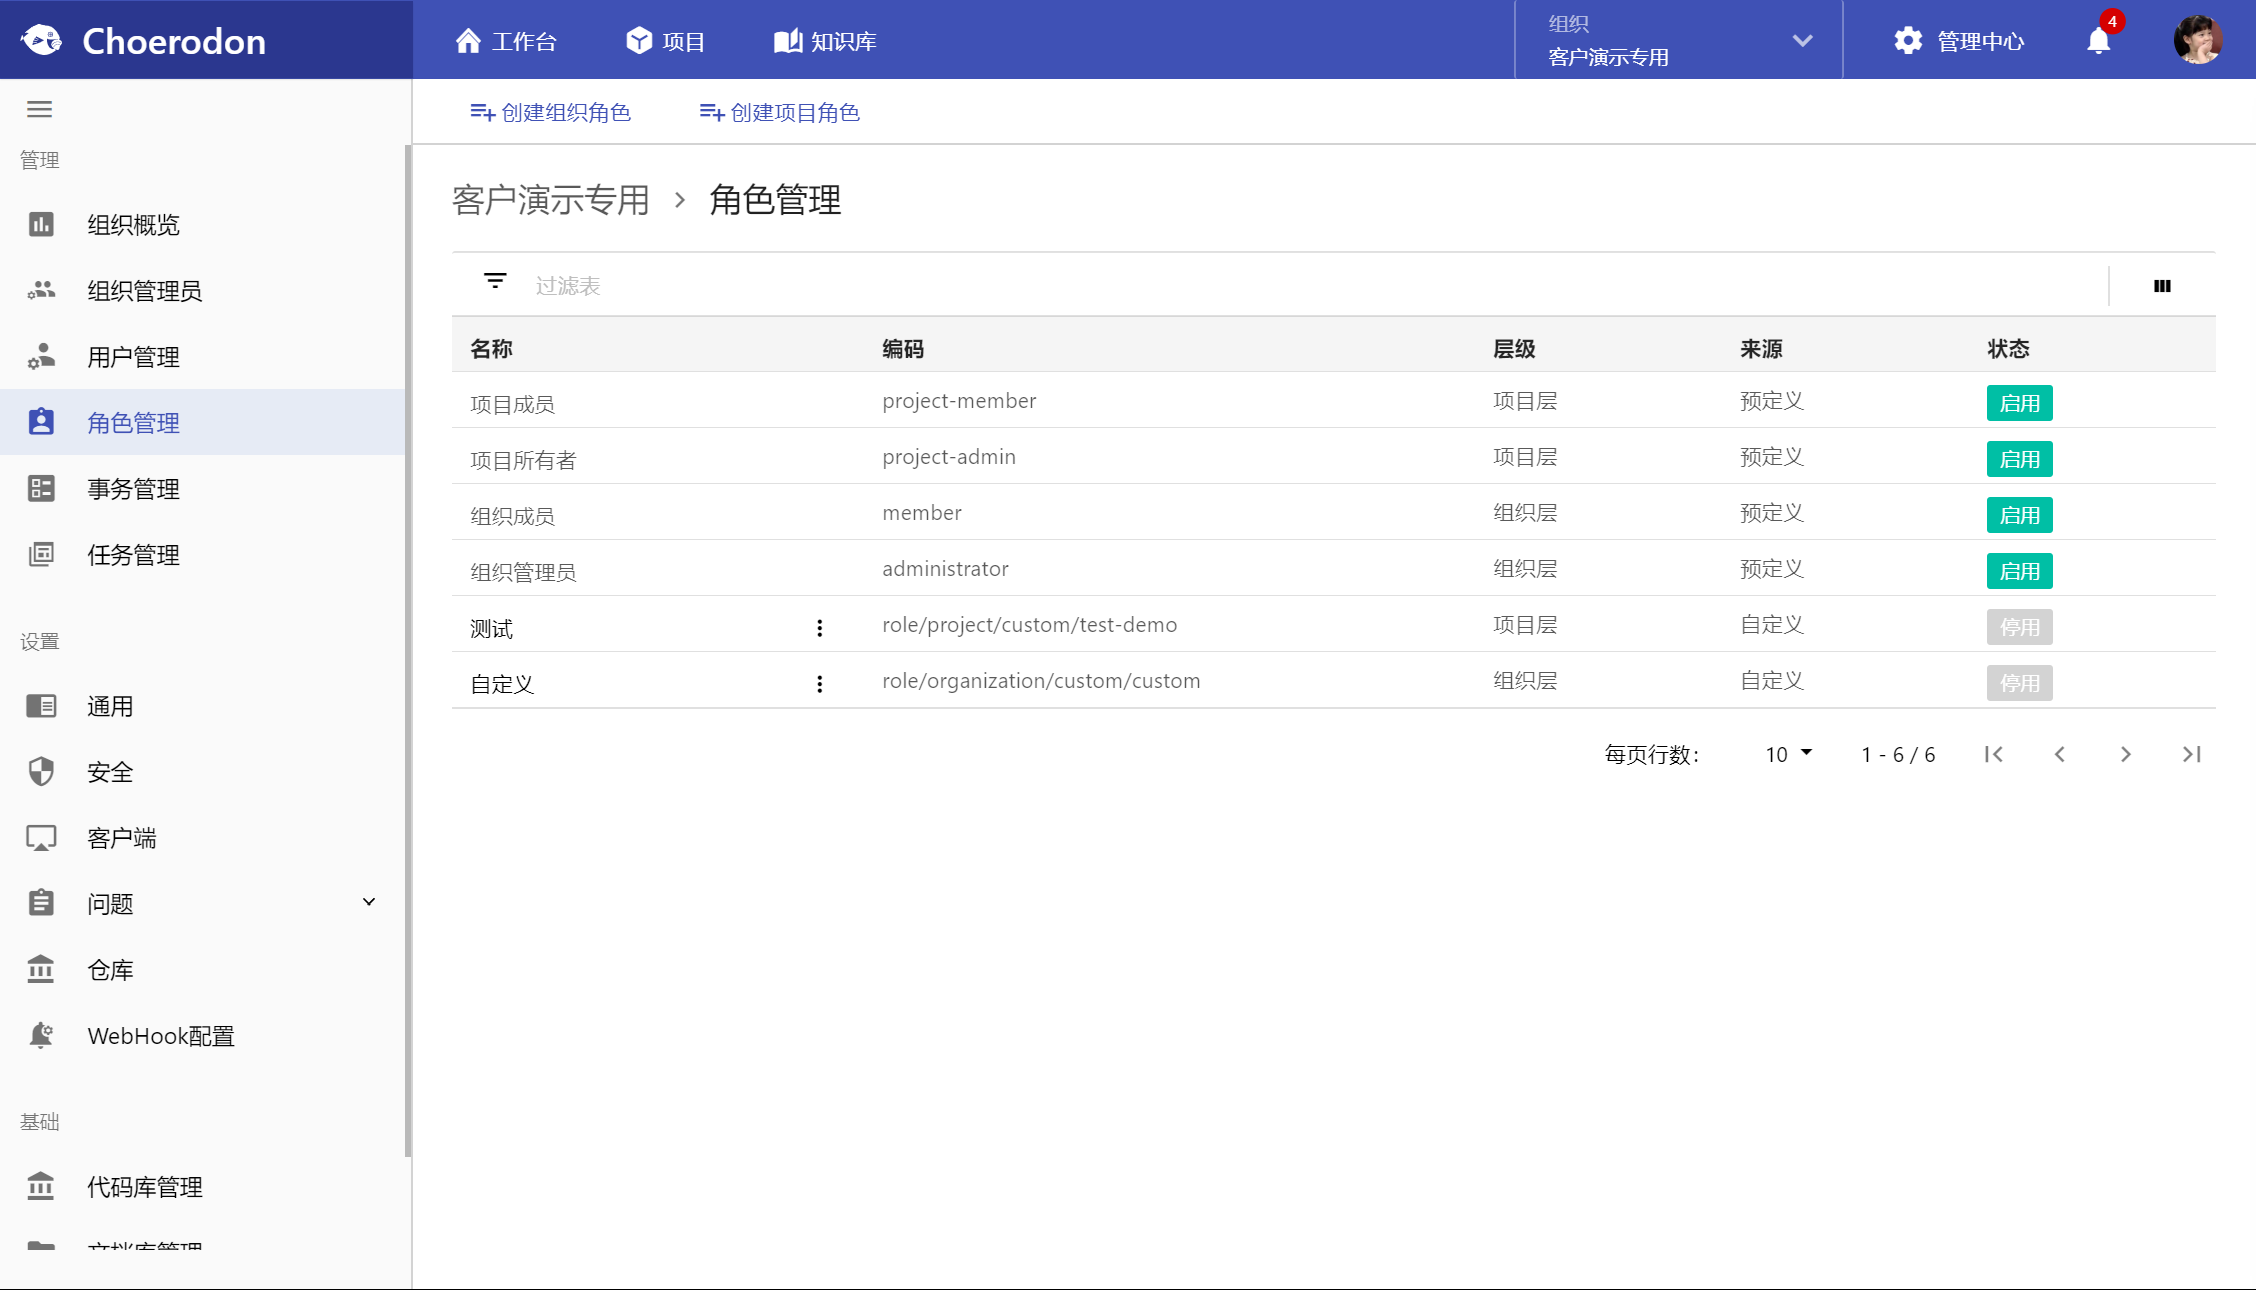 Choerodon
工作台
项目
知识库
组织
客户演示专用
管理中心
4
创建组织角色
创建项目角色
管理
组织概览
组织管理员
用户管理
角色管理
事务管理
任务管理
设置
通用
安全
客户端
问题
仓库
WebHook配置
基础
代码库管理
文档库管理
客户演示专用 > 角色管理
过滤表
名称 编码 层级 来源 状态
项目成员 project-member 项目层 预定义 启用
项目所有者 project-admin 项目层 预定义 启用
组织成员 member 组织层 预定义 启用
组织管理员 administrator 组织层 预定义 启用
测试 role/project/custom/test-demo 项目层 自定义 停用
自定义 role/organization/custom/custom 组织层 自定义 停用
每页行数： 10 1 - 6 / 6